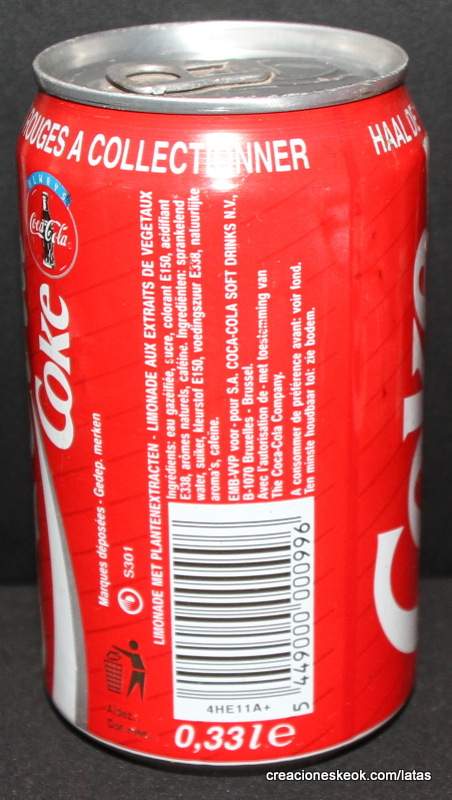 OUGES A COLLECTIONNER
HAAL DE
ALWAYS
Coca-Cola
Coke
Marques déposées - Gedep. merken
S301
LIMONADE MET PLANTENEXTRACTEN - LIMONADE AUX EXTRAITS DE VEGETAUX
Ingrédients: eau gazéifiée, sucre, colorant E150, acidifiant
E338, arômes naturels, caféine. Ingrediënten: sprankelend
water, suiker, kleurstof E150, voedingszuur E338, natuurlijke
aroma's, cafeïne.
EMB-VVP voor - pour S.A. COCA-COLA SOFT DRINKS N.V.,
B-1070 Bruxelles - Brussel.
Avec l'autorisation de - met toestemming van
The Coca-Cola Company.
A consommer de préférence avant: voir fond.
Ten minste houdbaar tot: zie bodem.
5 449000 000996
4HE11A+
0,33 l e
creacioneskeok.com/latas